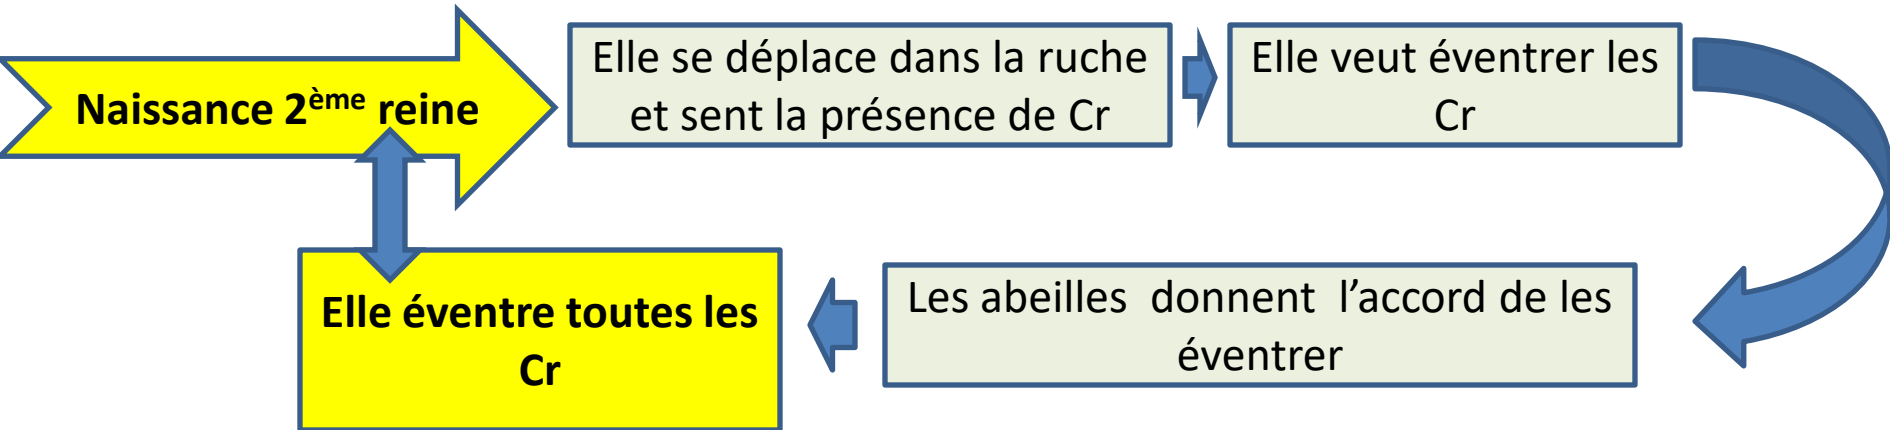 Naissance 2ème reine
Elle se déplace dans la ruche
et sent la présence de Cr
Elle veut éventrer les
Cr
Les abeilles  donnent  l’accord de les
éventrer
Elle éventre toutes les
Cr